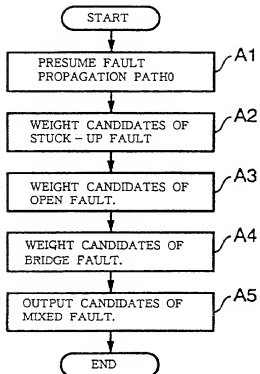 START
PRESUME FAULT
PROPAGATION PATH0
A1
WEIGHT CANDIDATES OF
STUCK-UP FAULT
A2
WEIGHT CANDIDATES OF
OPEN FAULT.
A3
WEIGHT CANDIDATES OF
BRIDGE FAULT.
A4
OUTPUT CANDIDATES OF
MIXED FAULT.
A5
END